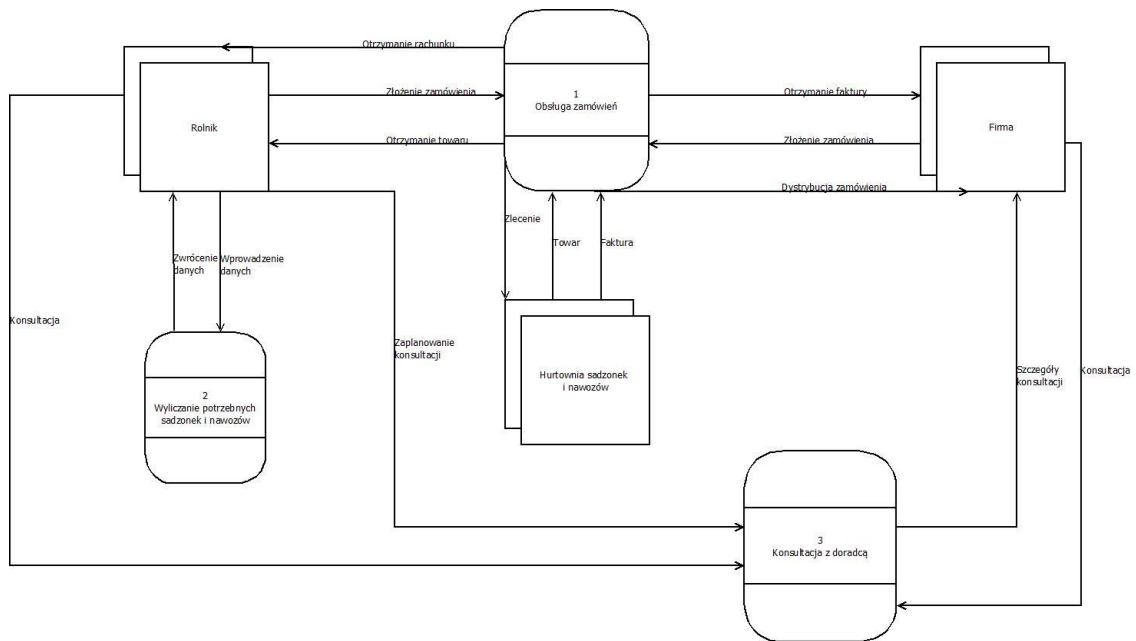 Otrzymanie rachunku
1
Obsługa zamówień
Złożenie zamówienia
Otrzymanie faktury
Rolnik
Firma
Otrzymanie towaru
Złożenie zamówienia
Dystrybucja zamówienia
Zlecenie
Towar
Faktura
Zwrócenie
danych
Wprowadzenie
danych
Konsultacja
Zaplanowanie
konsultacji
Hurtownia sadzonek
i nawozów
Szczegóły
konsultacji
Konsultacja
2
Wyliczanie potrzebnych
sadzonek i nawozów
3
Konsultacja z doradcą